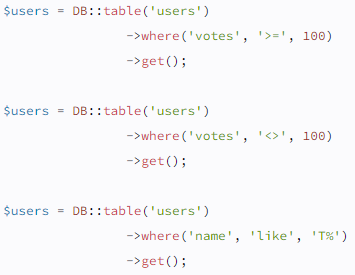 $users = DB::table('users')
                ->where('votes', '>=', 100)
                ->get();

$users = DB::table('users')
                ->where('votes', '<>', 100)
                ->get();

$users = DB::table('users')
                ->where('name', 'like', 'T%')
                ->get();